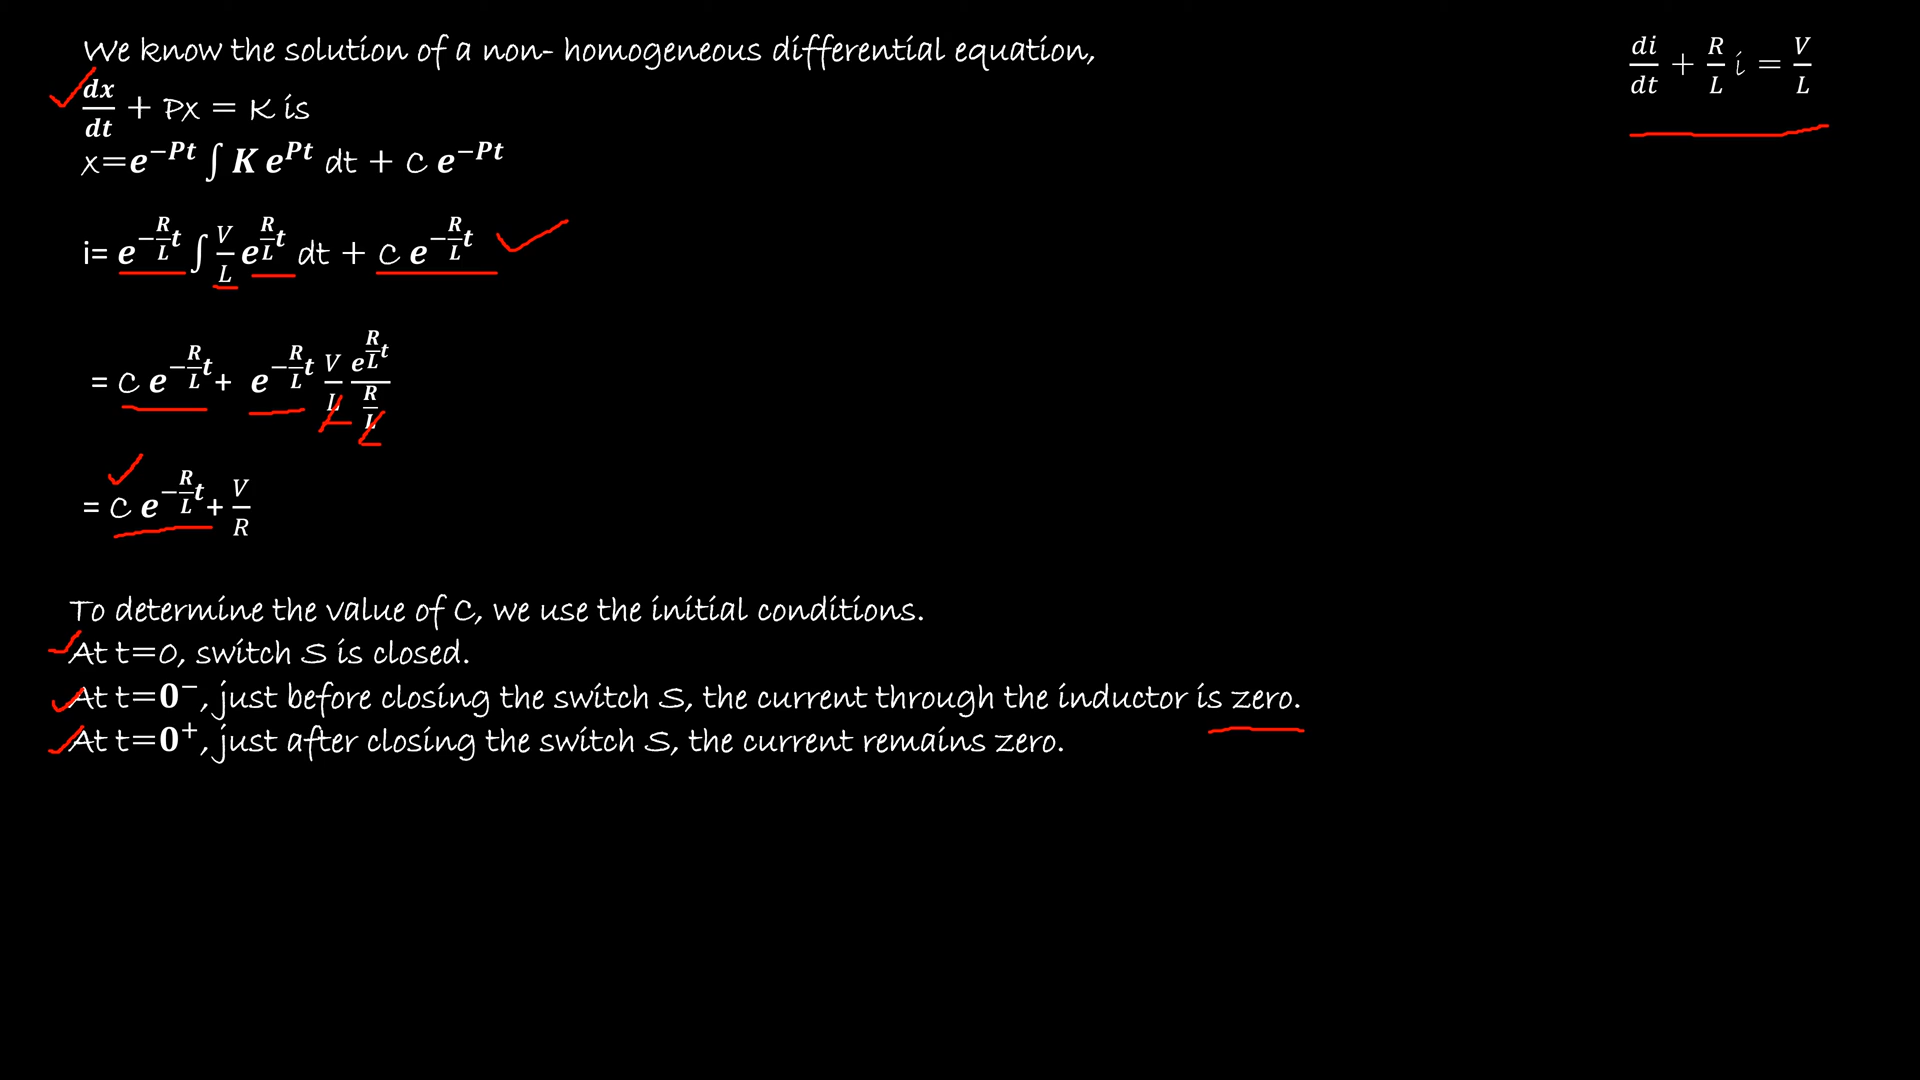 We know the solution of a non- homogeneous differential equation,
dx/dt + Px = K is
x=e^{-Pt} ∫ K e^{Pt} dt + C e^{-Pt}
i= e^{-R/L t} ∫ V/L e^{R/L t} dt + C e^{-R/L t}
= C e^{-R/L t} + e^{-R/L t} V/L e^{R/L t}/(R/L)
= C e^{-R/L t} + V/R
To determine the value of C, we use the initial conditions.
At t=0, switch S is closed.
At t=0⁻, just before closing the switch S, the current through the inductor is zero.
At t=0⁺, just after closing the switch S, the current remains zero.
di/dt + R/L i = V/L